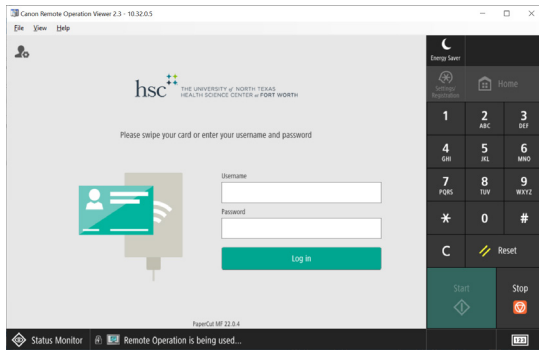 Canon Remote Operation Viewer 2.3 - 10.32.0.5
File View Help
Energy Saver
hsc THE UNIVERSITY of NORTH TEXAS
HEALTH SCIENCE CENTER at FORT WORTH
Settings/
Registration
Home
Please swipe your card or enter your username and password
1 2 ABC 3 DEF
4 GHI 5 JKL 6 MNO
7 PQRS 8 TUV 9 WXYZ
* 0 #
Username
Password
Log in
C Reset
Start Stop
PaperCut MF 22.0.4
Status Monitor Remote Operation is being used...
123